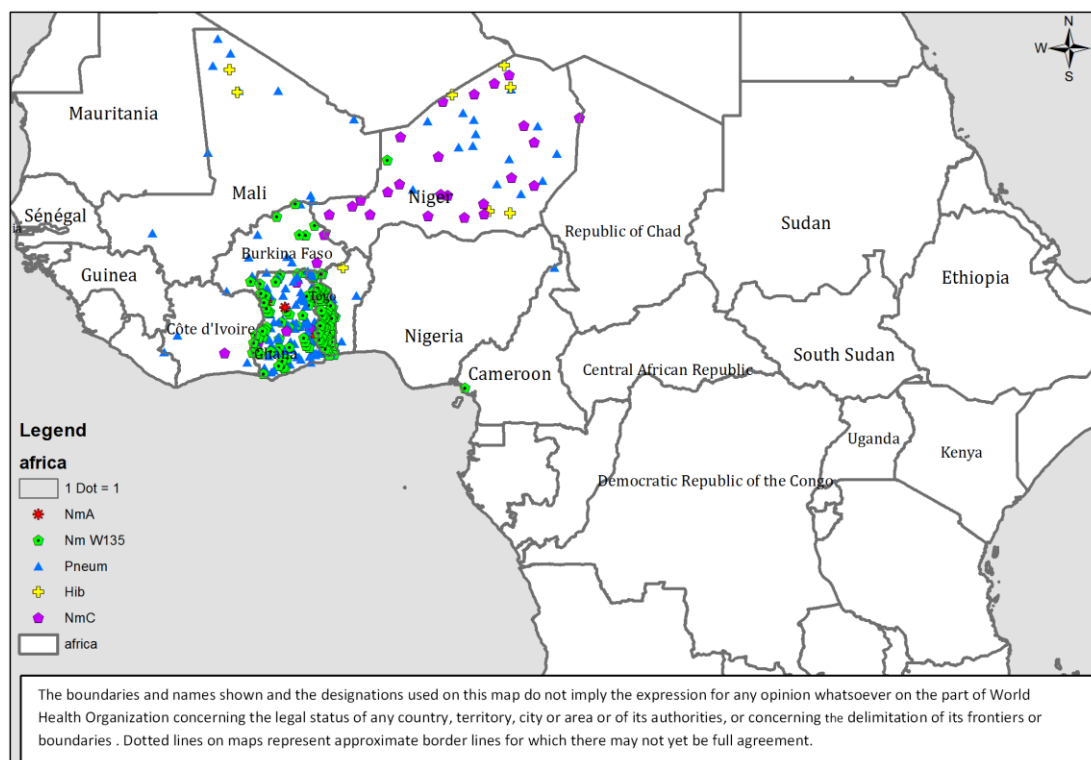 N
W
E
S
Mauritania
Mali
Niger
Sénégal
Burkina Faso
Republic of Chad
Sudan
Guinea
Togo
Ethiopia
Côte d'Ivoire
Nigeria
Ghana
South Sudan
Cameroon
Central African Republic
Uganda
Kenya
Democratic Republic of the Congo
Legend
africa
1 Dot = 1
NmA
Nm W135
Pneum
Hib
NmC
africa
The boundaries and names shown and the designations used on this map do not imply the expression for any opinion whatsoever on the part of World
Health Organization concerning the legal status of any country, territory, city or area or of its authorities, or concerning the delimitation of its frontiers or
boundaries . Dotted lines on maps represent approximate border lines for which there may not yet be full agreement.